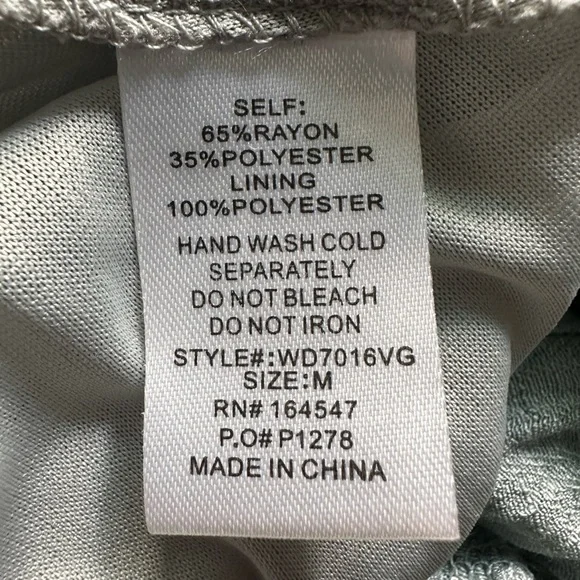 SELF:
65%RAYON
35%POLYESTER
LINING
100%POLYESTER
HAND WASH COLD
SEPARATELY
DO NOT BLEACH
DO NOT IRON
STYLE#:WD7016VG
SIZE:M
RN# 164547
P.O# P1278
MADE IN CHINA